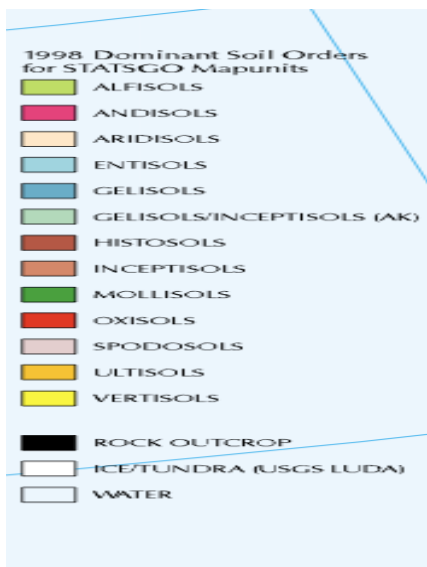 1998 Dominant Soil Orders
for STATSGO Mapunits
ALFISOLS
ANDISOLS
ARIDISOLS
ENTISOLS
GELISOLS
GELISOLS/INCEPTISOLS (AK)
HISTOSOLS
INCEPTISOLS
MOLLISOLS
OXISOLS
SPODOSOLS
ULTISOLS
VERTISOLS
ROCK OUTCROP
ICE/TUNDRA (USGS LUDA)
WATER